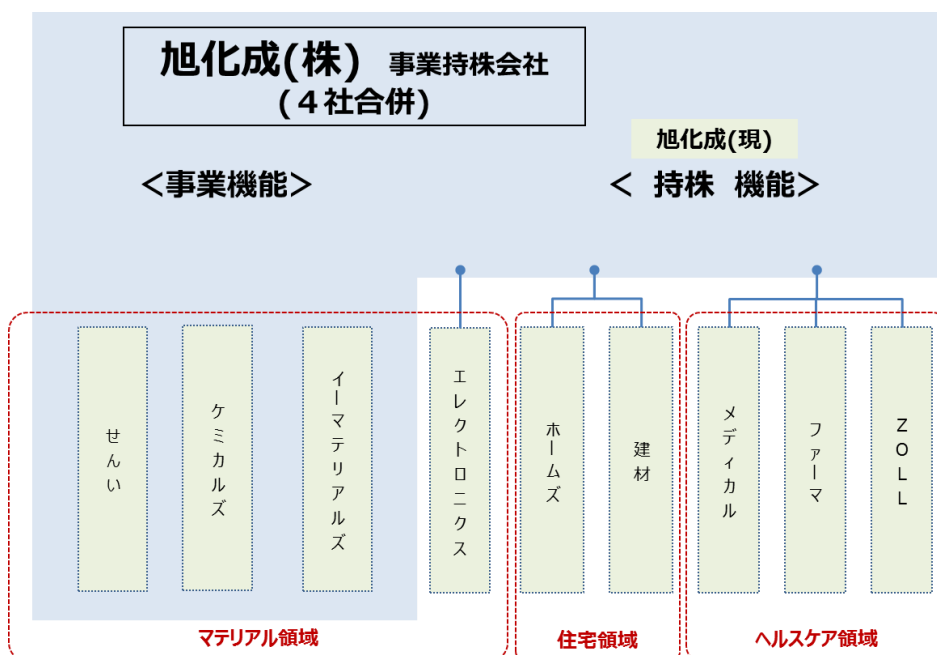 旭化成(株) 事業持株会社
(４社合併)
旭化成(現)
＜事業機能＞
＜ 持株 機能＞
せんい
ケミカルズ
イーマテリアルズ
エレクトロニクス
ホームズ
建材
メディカル
ファーマ
ZOLL
マテリアル領域
住宅領域
ヘルスケア領域